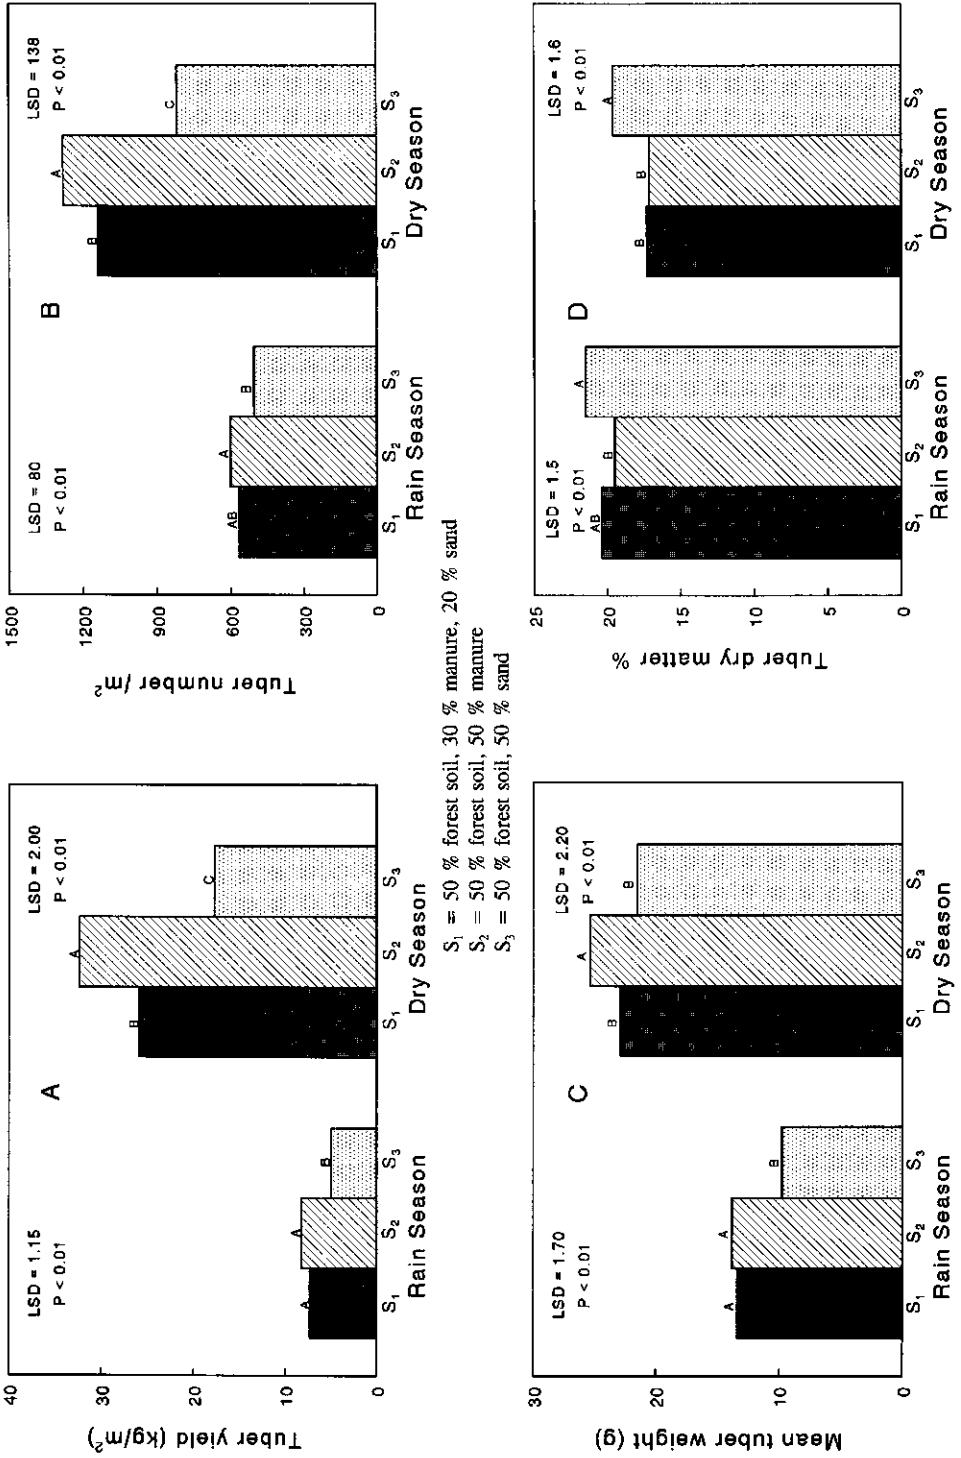 Tuber yield (kg/m²)
40
30
20
10
0
A
LSD = 1.15
P < 0.01
A
A
B
S₁ S₂ S₃
Rain Season
LSD = 2.00
P < 0.01
B
A
C
S₁ S₂ S₃
Dry Season
Tuber number /m²
1500
1200
900
600
300
0
B
LSD = 80
P < 0.01
AB
A
B
S₁ S₂ S₃
Rain Season
LSD = 138
P < 0.01
B
A
C
S₁ S₂ S₃
Dry Season
S₁ = 50 % forest soil, 30 % manure, 20 % sand
S₂ = 50 % forest soil, 50 % manure
S₃ = 50 % forest soil, 50 % sand
Mean tuber weight (g)
30
20
10
0
C
LSD = 1.70
P < 0.01
A
A
B
S₁ S₂ S₃
Rain Season
LSD = 2.20
P < 0.01
B
A
B
S₁ S₂ S₃
Dry Season
Tuber dry matter %
25
20
15
10
5
0
D
LSD = 1.5
P < 0.01
AB
B
A
S₁ S₂ S₃
Rain Season
LSD = 1.6
P < 0.01
B
B
A
S₁ S₂ S₃
Dry Season